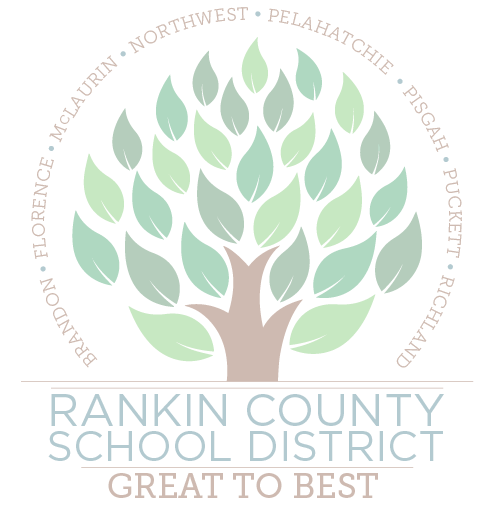 BRANDON • FLORENCE • McLAURIN • NORTHWEST • PELAHATCHIE • PISGAH • PUCKETT • RICHLAND
RANKIN COUNTY
SCHOOL DISTRICT
GREAT TO BEST